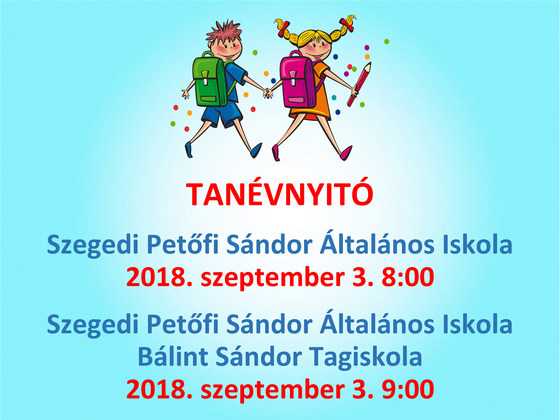 TANÉVNYITÓ
Szegedi Petőfi Sándor Általános Iskola
2018. szeptember 3. 8:00
Szegedi Petőfi Sándor Általános Iskola
Bálint Sándor Tagiskola
2018. szeptember 3. 9:00